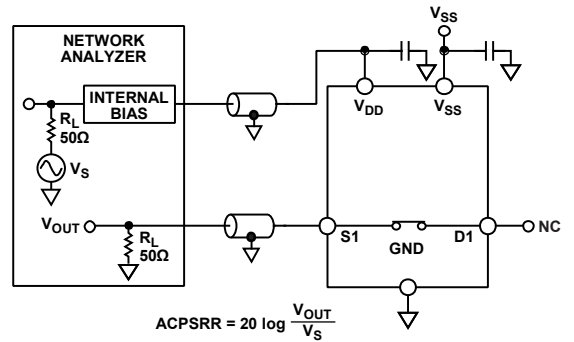 V_SS
NETWORK
ANALYZER
INTERNAL
BIAS
R_L
50Ω
V_S
V_DD
V_SS
V_OUT
R_L
50Ω
S1
GND
D1
NC
ACPSRR = 20 log V_OUT / V_S